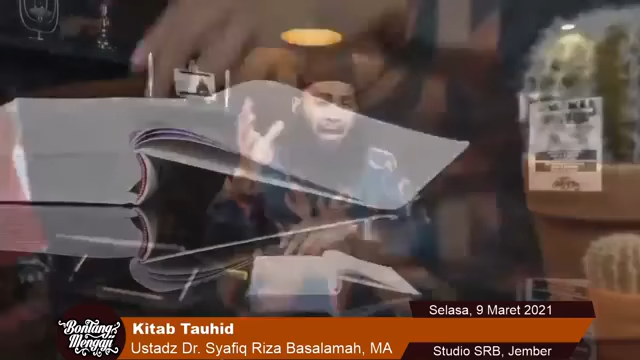 Selasa, 9 Maret 2021
Bontang
Mengaji
Kitab Tauhid
Ustadz Dr. Syafiq Riza Basalamah, MA
Studio SRB, Jember